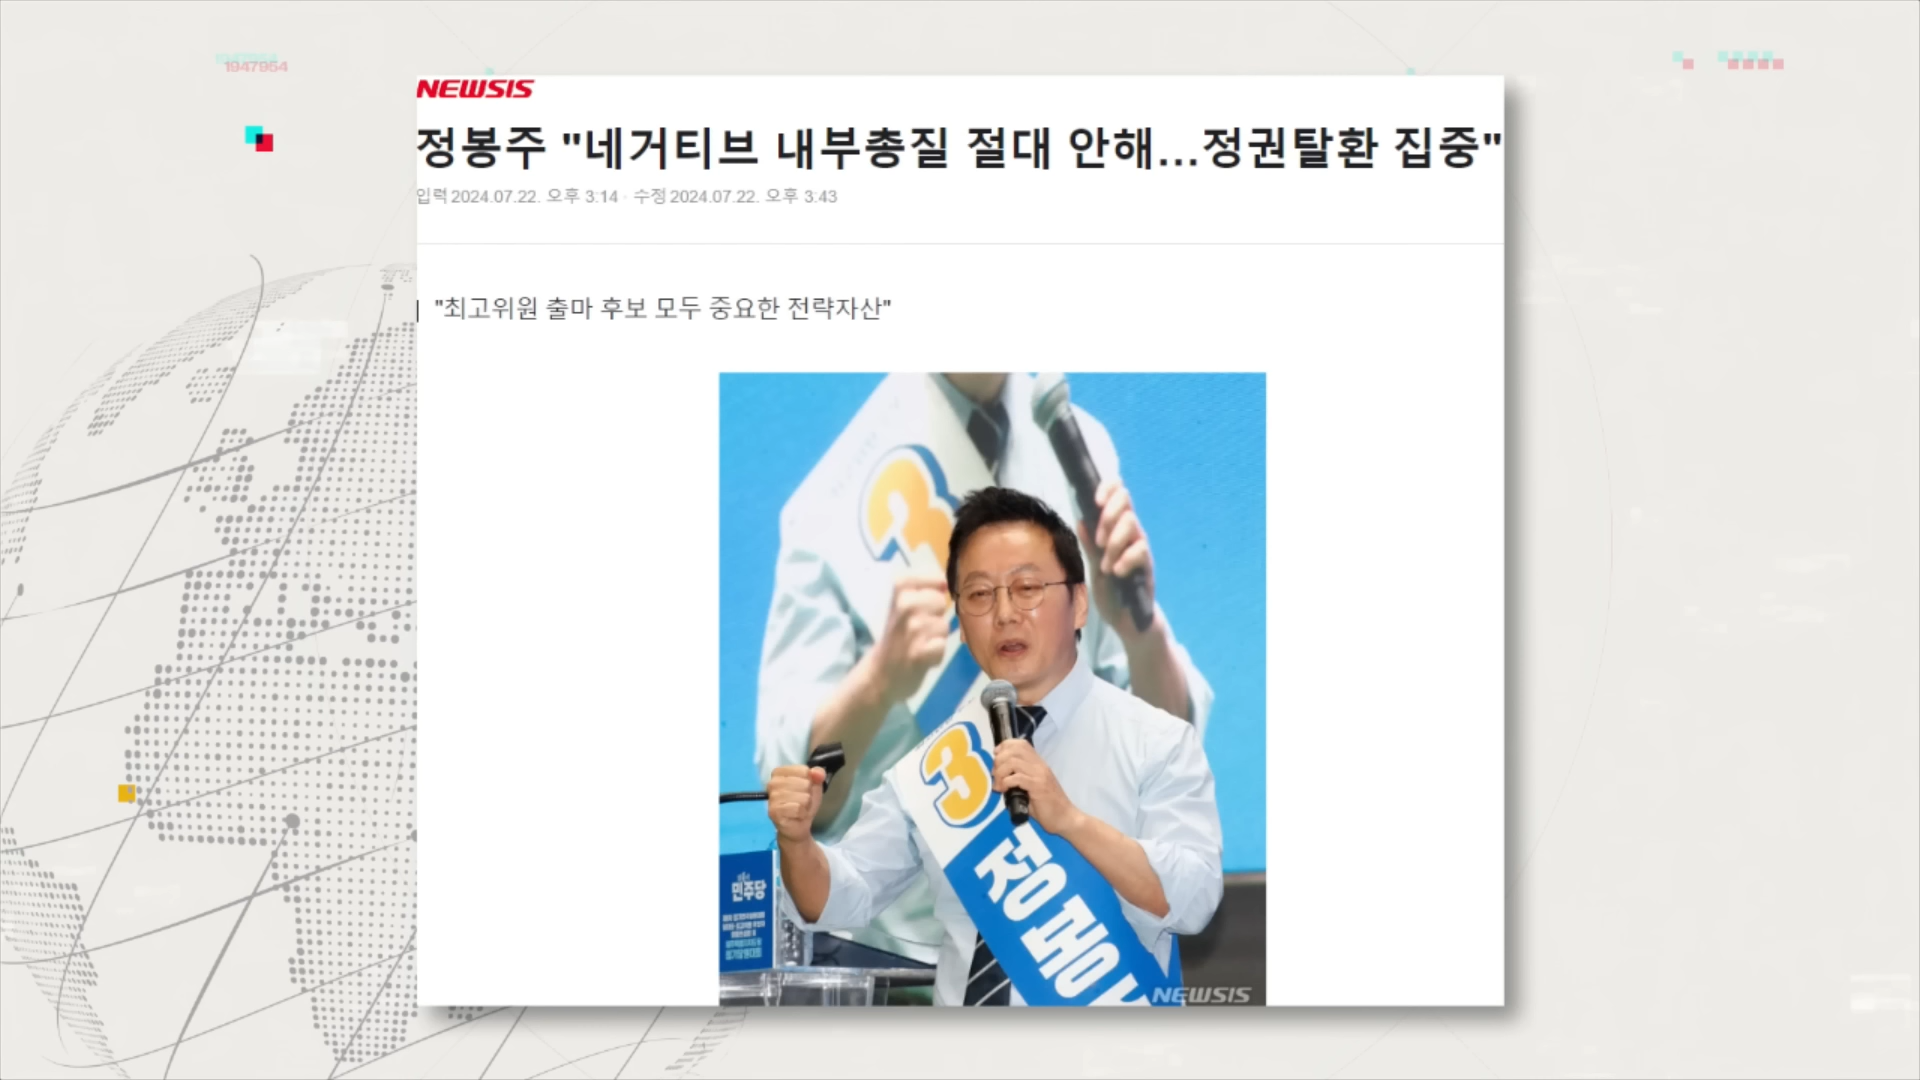 1947954
NEWSIS
정봉주 "네거티브 내부총질 절대 안해…정권탈환 집중"
입력 2024.07.22. 오후 3:14 · 수정 2024.07.22. 오후 3:43
"최고위원 출마 후보 모두 중요한 전략자산"
3
3
정봉
민주당
NEWSIS